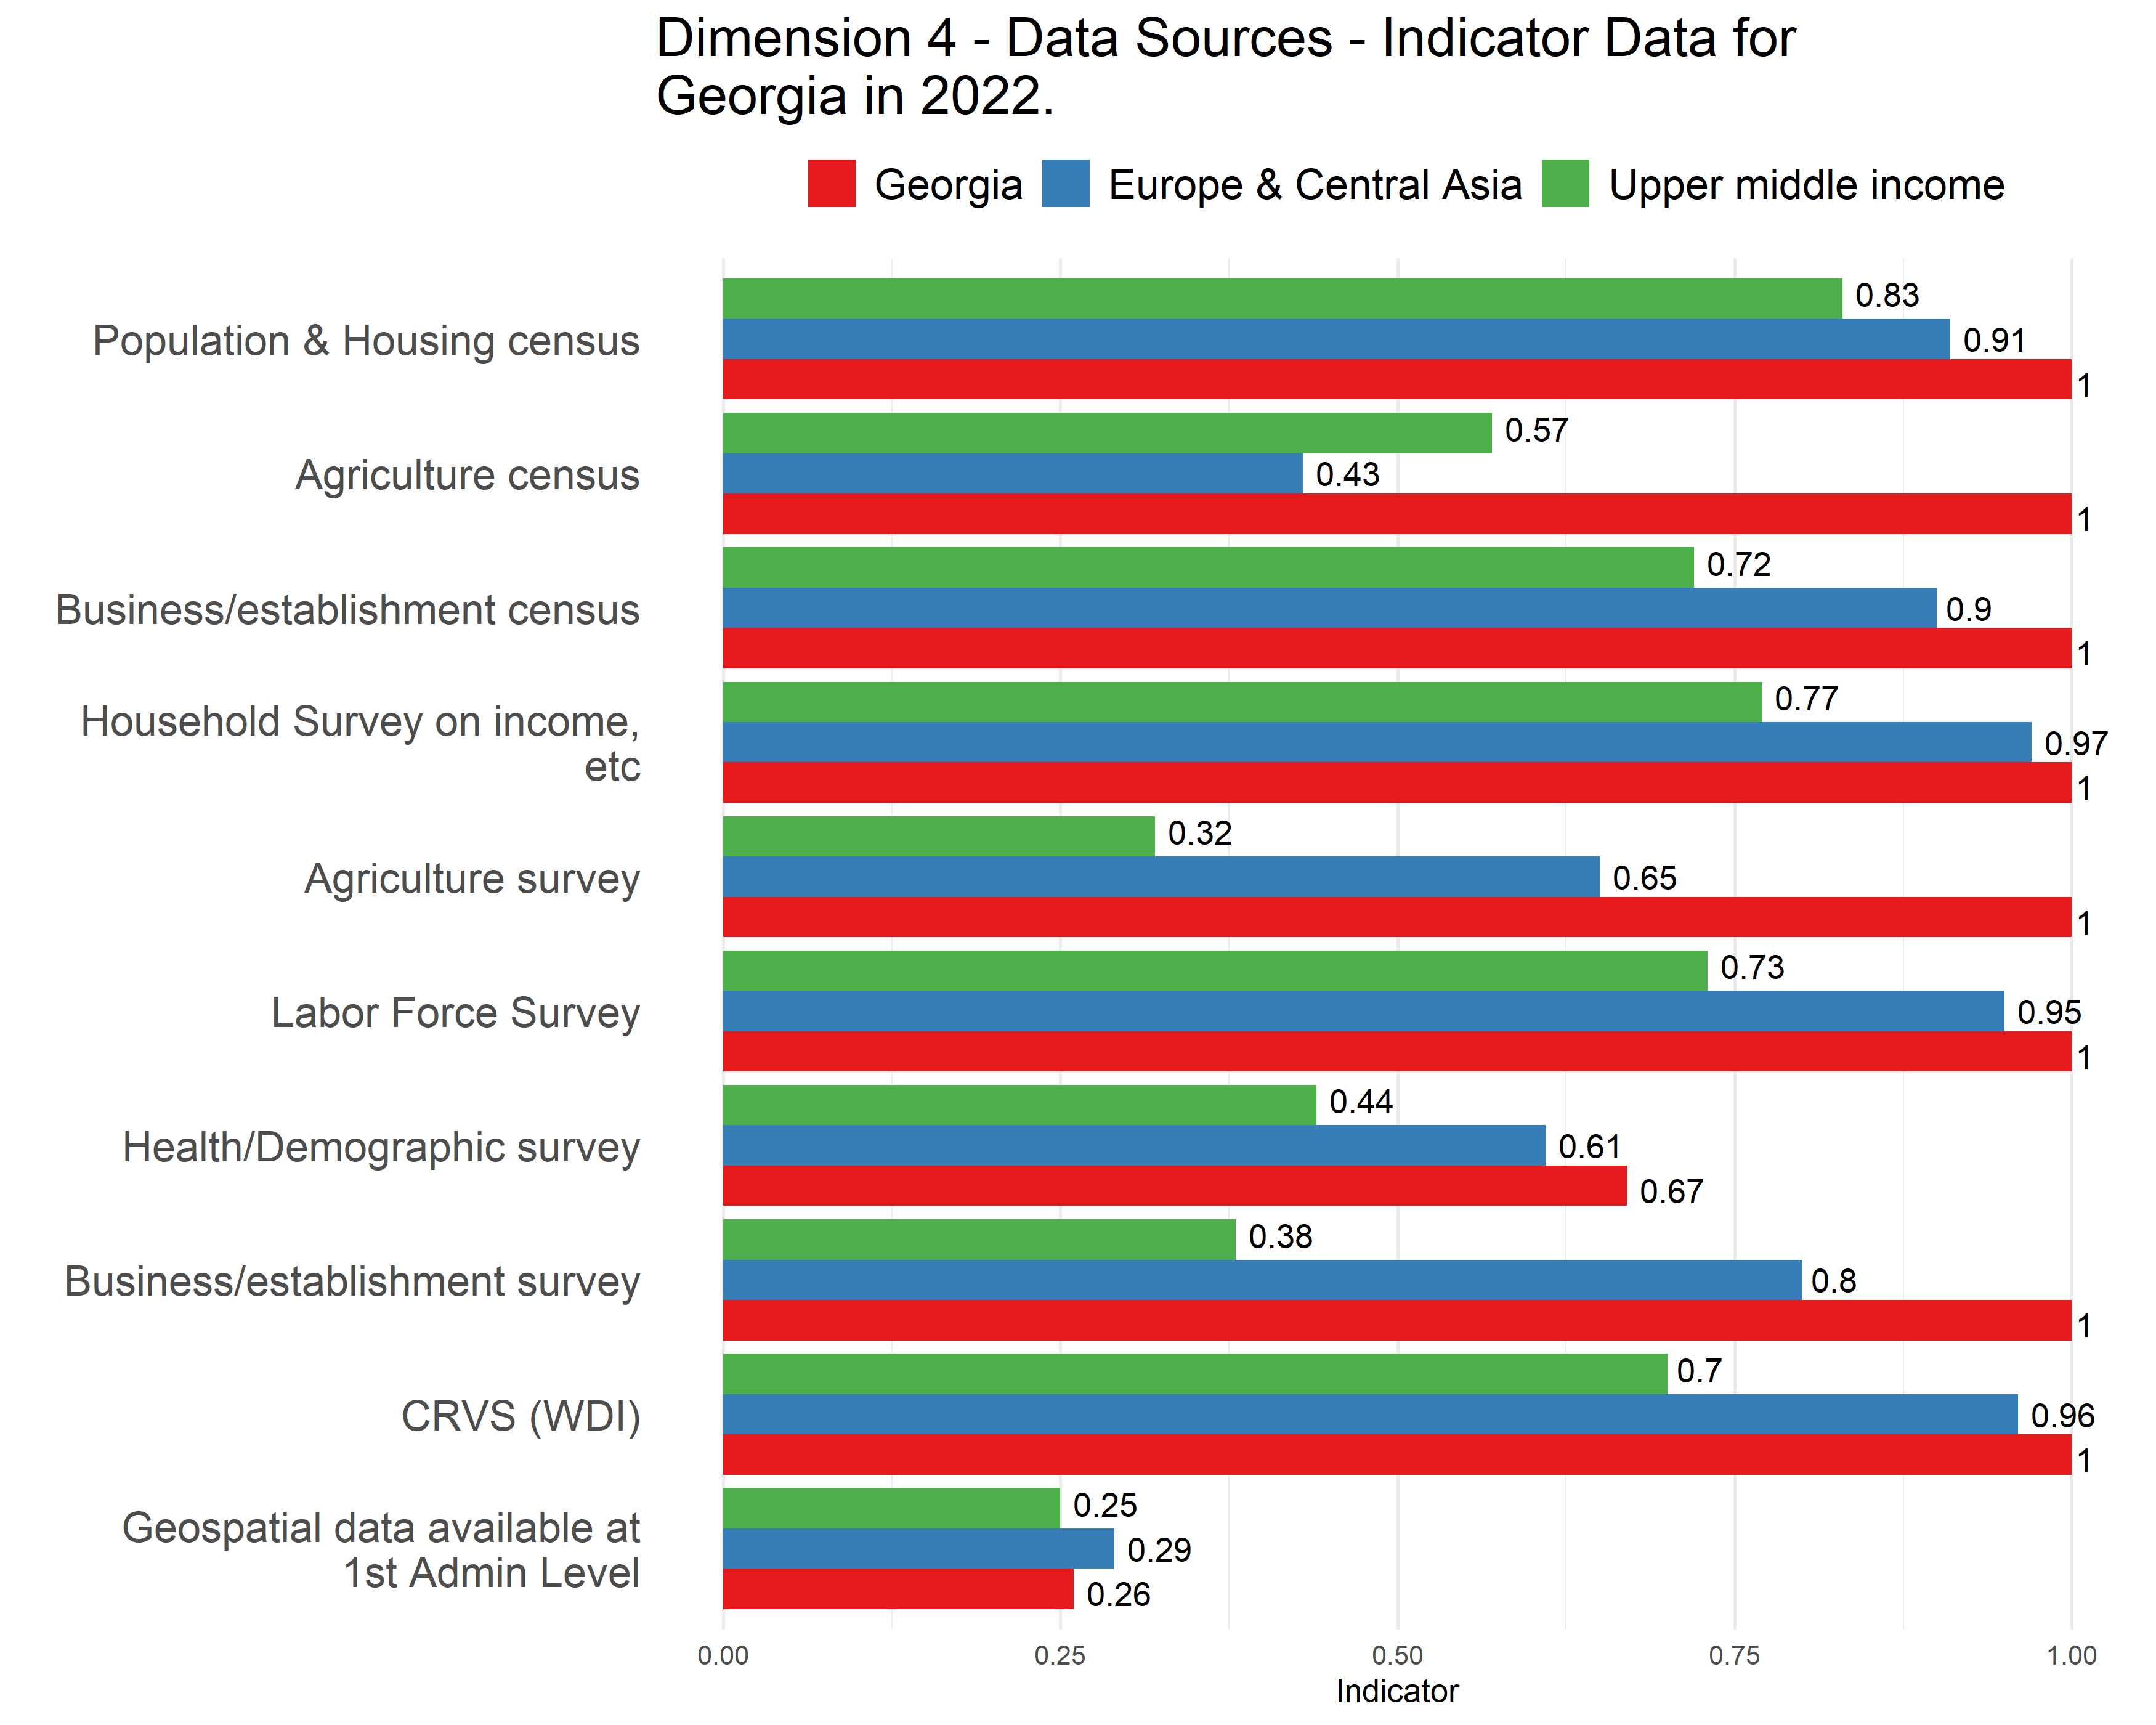 Dimension 4 - Data Sources - Indicator Data for
Georgia in 2022.
Georgia
Europe & Central Asia
Upper middle income
Population & Housing census
0.83
0.91
1
Agriculture census
0.57
0.43
1
Business/establishment census
0.72
0.9
1
Household Survey on income,
etc
0.77
0.97
1
Agriculture survey
0.32
0.65
1
Labor Force Survey
0.73
0.95
1
Health/Demographic survey
0.44
0.61
0.67
Business/establishment survey
0.38
0.8
1
CRVS (WDI)
0.7
0.96
1
Geospatial data available at
1st Admin Level
0.25
0.29
0.26
0.00
0.25
0.50
0.75
1.00
Indicator